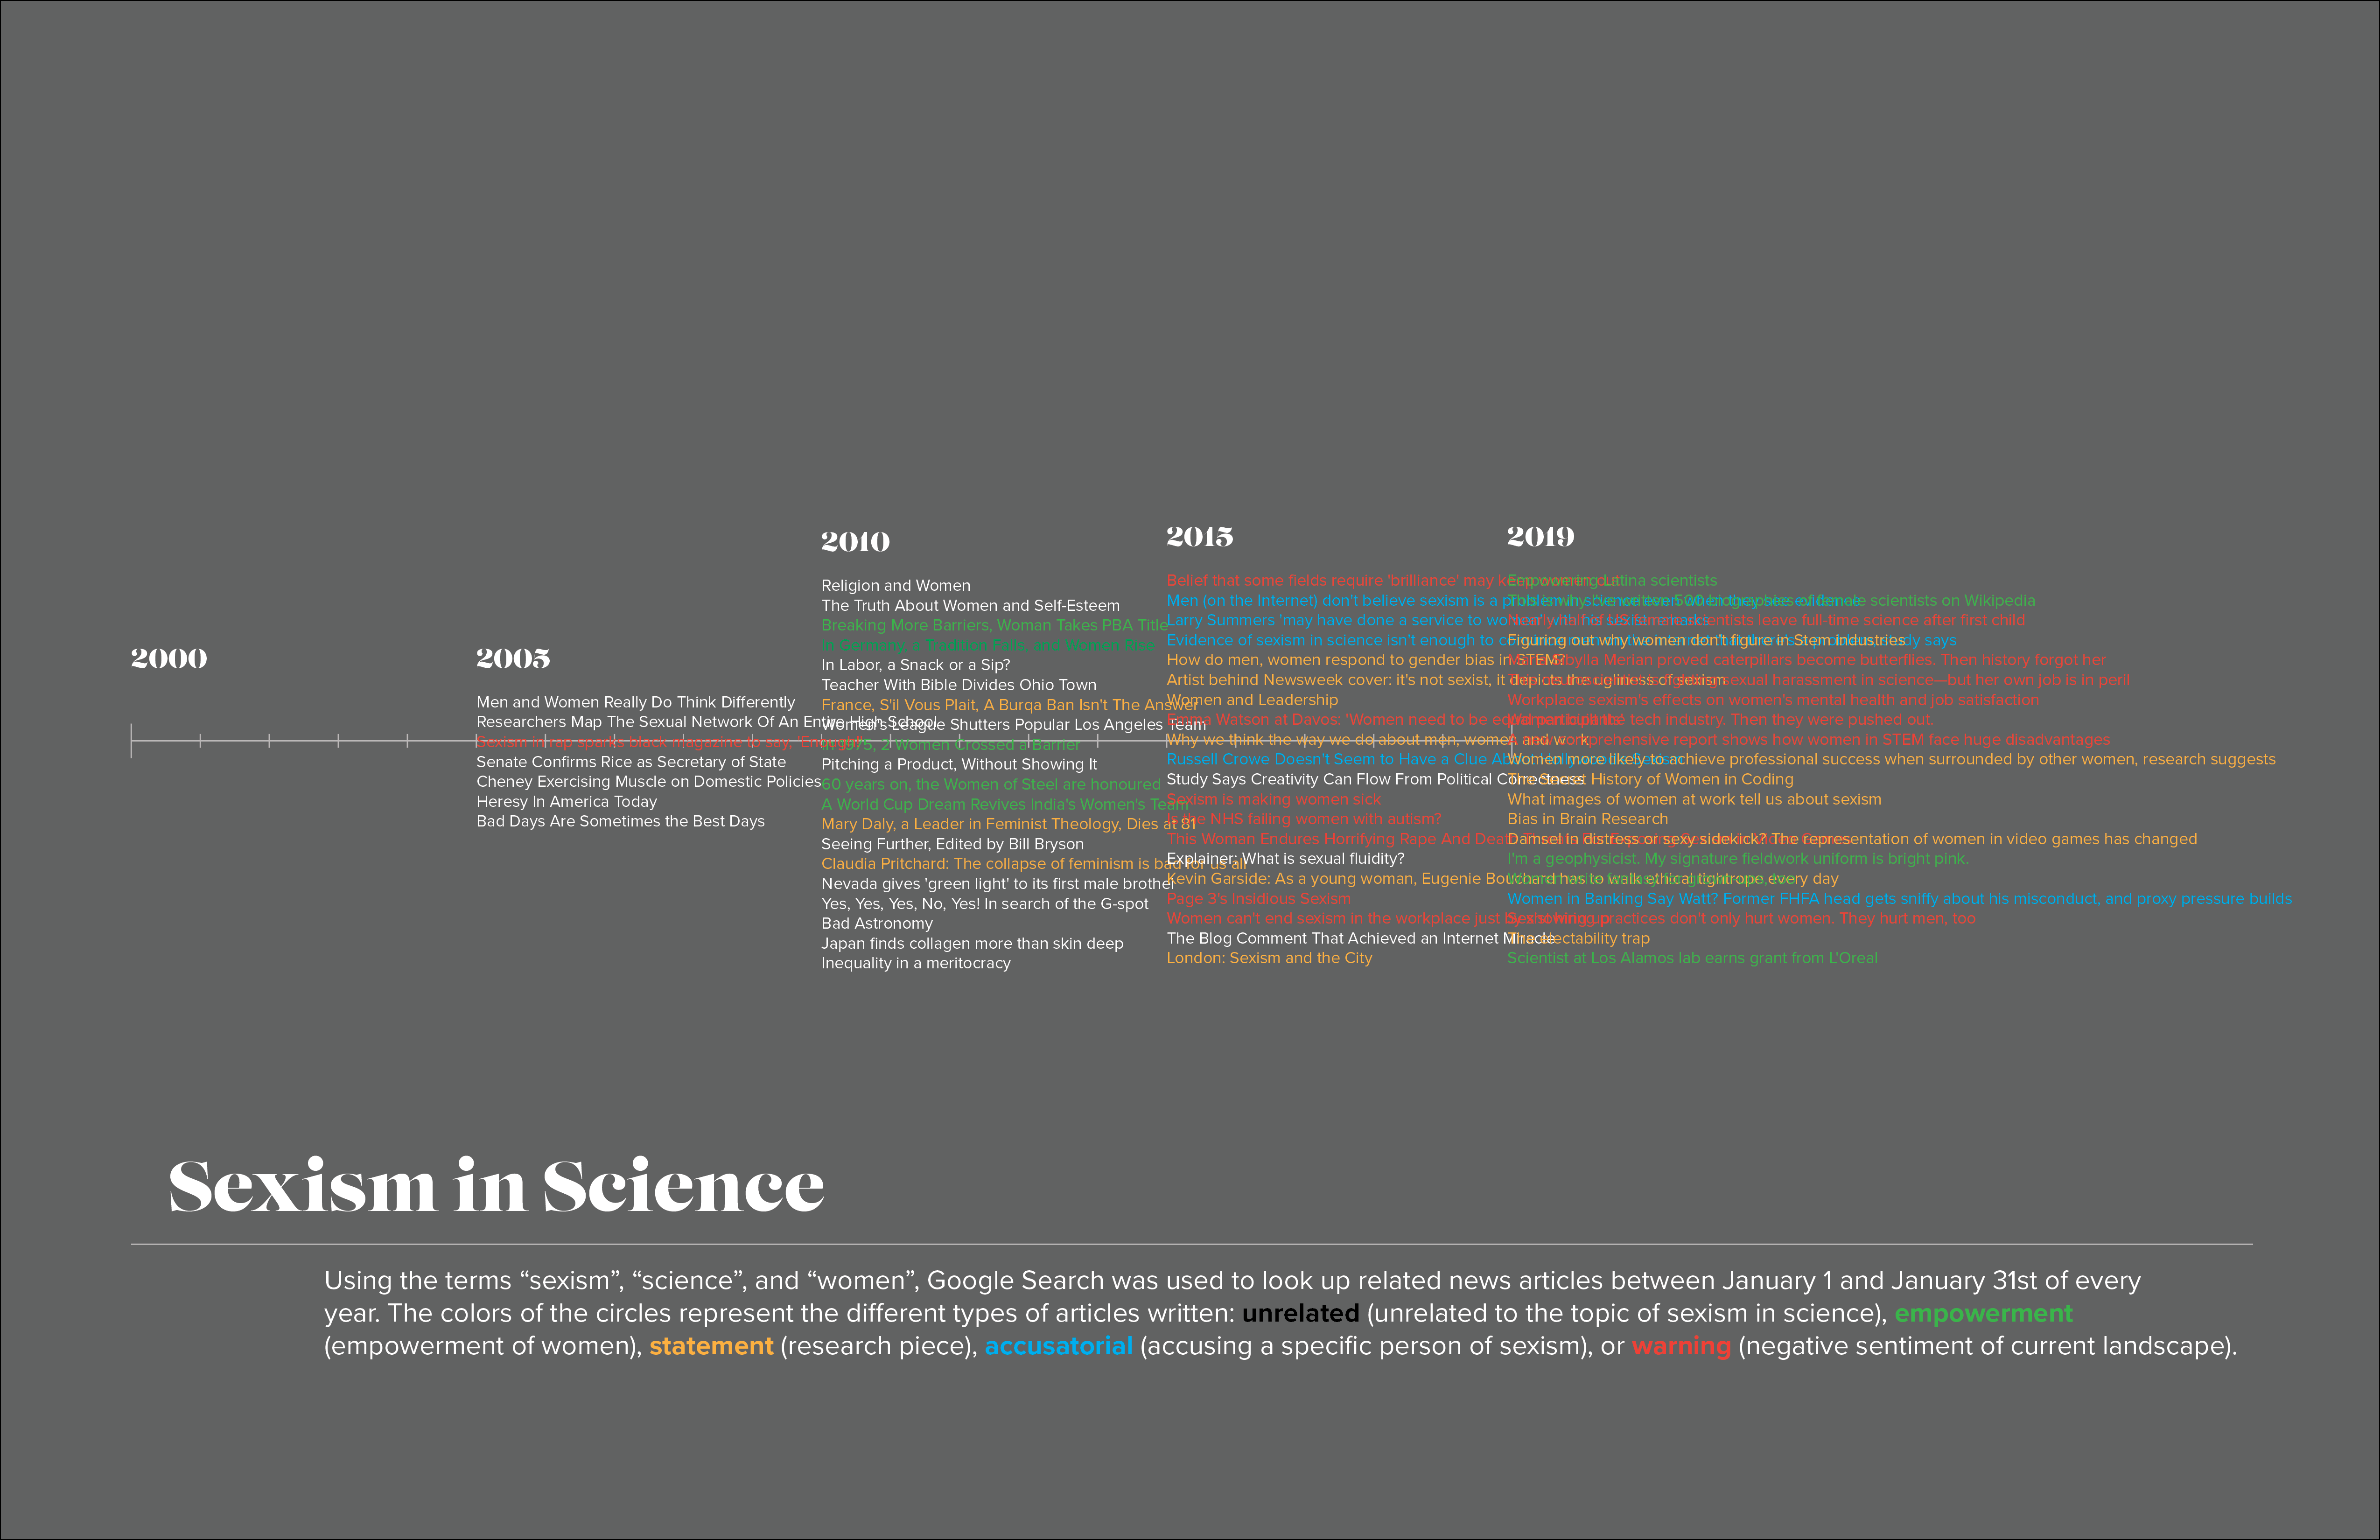 2000
2005
Men and Women Really Do Think Differently
Researchers Map The Sexual Network Of An Entire High School
Sexism in rap sparks black magazine to say, 'Enough!'
Senate Confirms Rice as Secretary of State
Cheney Exercising Muscle on Domestic Policies
Heresy In America Today
Bad Days Are Sometimes the Best Days
2010
Religion and Women
The Truth About Women and Self-Esteem
Breaking More Barriers, Woman Takes PBA Title
In Germany, a Tradition Falls, and Women Rise
In Labor, a Snack or a Sip?
Teacher With Bible Divides Ohio Town
France, S'il Vous Plait, A Burqa Ban Isn't The Answer
Women's League Shutters Popular Los Angeles Team
In 1975, 2 Women Crossed a Barrier
Pitching a Product, Without Showing It
60 years on, the Women of Steel are honoured
A World Cup Dream Revives India's Women's Team
Mary Daly, a Leader in Feminist Theology, Dies at 81
Seeing Further, Edited by Bill Bryson
Claudia Pritchard: The collapse of feminism is bad for us all
Nevada gives 'green light' to its first male brothel
Yes, Yes, Yes, No, Yes! In search of the G-spot
Bad Astronomy
Japan finds collagen more than skin deep
Inequality in a meritocracy
2015
Belief that some fields require 'brilliance' may keep women out
Men (on the Internet) don't believe sexism is a problem in science, even when they see evidence
Larry Summers 'may have done a service to women' with his sexist remarks
Evidence of sexism in science isn't enough to says
How do men, women respond to gender bias in STEM?
Artist behind Newsweek cover: it's not sexist, it depicts the ugliness of sexism
Women and Leadership
Emma Watson at Davos: 'Women need to be equal participants'
Why we think the way we do about men, women and work
Russell Crowe Doesn't Seem to Have a Clue About Hollywood Sexism
Study Says Creativity Can Flow From Political Correctness
Sexism is making women sick
Is the NHS failing women with autism?
This Woman Endures Horrifying Rape And Death
Explainer: What is sexual fluidity?
Kevin Garside: As a young woman, Eugenie Bouchard has to walk ethical tightrope every day
Page 3's Insidious Sexism
Women can't end sexism in the workplace just by showing up
The Blog Comment That Achieved an Internet Miracle
London: Sexism and the City
2019
Empowering Latina scientists
This is why I've written 500 biographies of female scientists on Wikipedia
Nearly half of US female scientists leave full-time science after first child
Figuring out why women don't figure in Stem industries
Maria Sibylla Merian proved caterpillars become butterflies. Then history forgot her
fighting sexual harassment in science—but her own job is in peril
Workplace sexism's effects on women's mental health and job satisfaction
Women built the tech industry. Then they were pushed out.
A new comprehensive report shows how women in STEM face huge disadvantages
Women more likely to achieve professional success when surrounded by other women, research suggests
The Secret History of Women in Coding
What images of women at work tell us about sexism
Bias in Brain Research
Damsel in distress or sexy sidekick? The representation of women in video games has changed
I'm a geophysicist. My signature fieldwork uniform is bright pink.
Women in Banking Say Watt? Former FHFA head gets sniffy about his misconduct, and proxy pressure builds
Sexist hiring practices don't only hurt women. They hurt men, too
The electability trap
Scientist at Los Alamos lab earns grant from L'Oreal
Sexism in Science
Using the terms “sexism”, “science”, and “women”, Google Search was used to look up related news articles between January 1 and January 31st of every
year. The colors of the circles represent the different types of articles written: unrelated (unrelated to the topic of sexism in science), empowerment
(empowerment of women), statement (research piece), accusatorial (accusing a specific person of sexism), or warning (negative sentiment of current landscape).